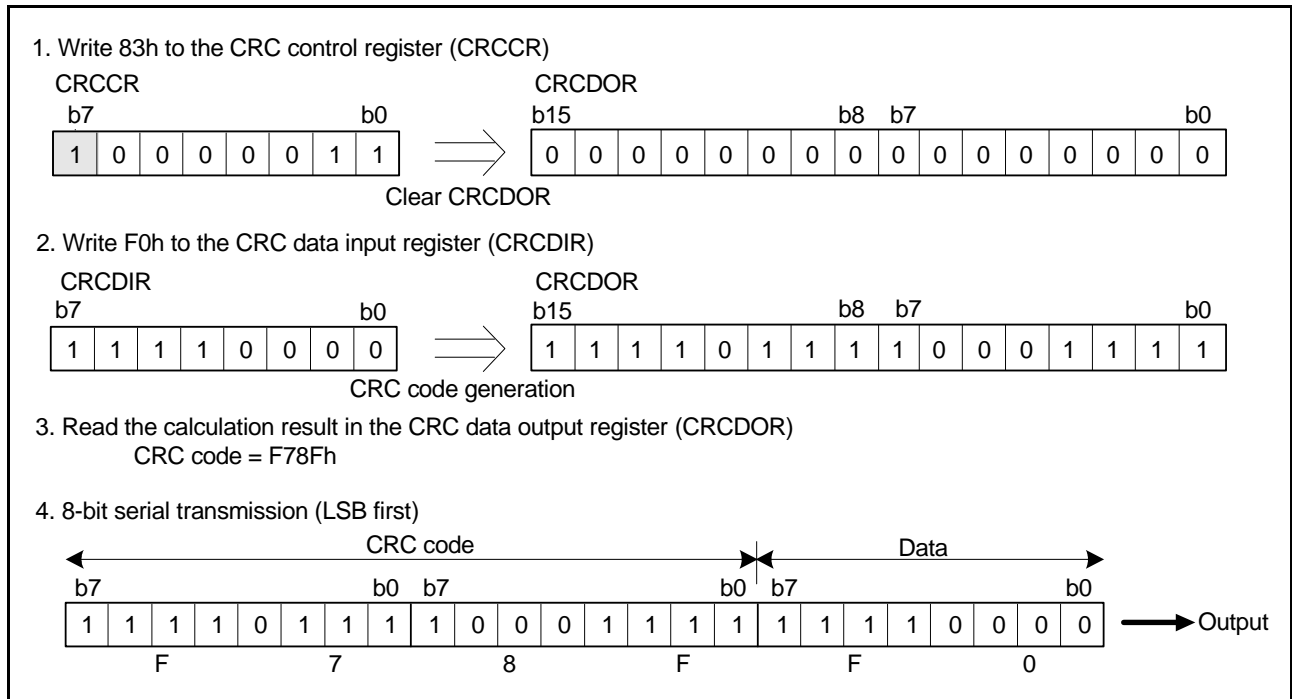 1. Write 83h to the CRC control register (CRCCR)
CRCCR CRCDOR
b7 b0 b15 b8 b7 b0
1 0 0 0 0 0 1 1 0 0 0 0 0 0 0 0 0 0 0 0 0 0 0 0
Clear CRCDOR
2. Write F0h to the CRC data input register (CRCDIR)
CRCDIR CRCDOR
b7 b0 b15 b8 b7 b0
1 1 1 1 0 0 0 0 1 1 1 1 0 1 1 1 1 0 0 0 1 1 1 1
CRC code generation
3. Read the calculation result in the CRC data output register (CRCDOR)
CRC code = F78Fh
4. 8-bit serial transmission (LSB first)
CRC code Data
b7 b0 b7 b0 b7 b0
1 1 1 1 0 1 1 1 1 0 0 0 1 1 1 1 1 1 1 1 0 0 0 0 Output
F 7 8 F F 0